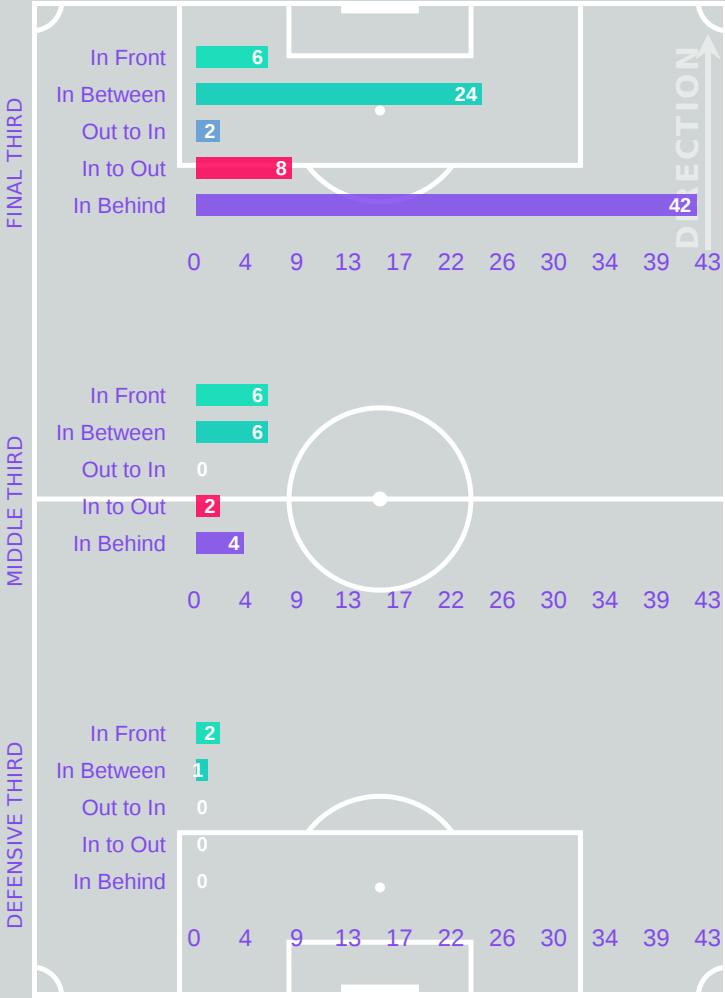 FINAL THIRD
In Front 6
In Between 24
Out to In 2
In to Out 8
In Behind 42
0 4 9 13 17 22 26 30 34 39 43
DIRECTION
MIDDLE THIRD
In Front 6
In Between 6
Out to In 0
In to Out 2
In Behind 4
0 4 9 13 17 22 26 30 34 39 43
DEFENSIVE THIRD
In Front 2
In Between 1
Out to In 0
In to Out 0
In Behind 0
0 4 9 13 17 22 26 30 34 39 43